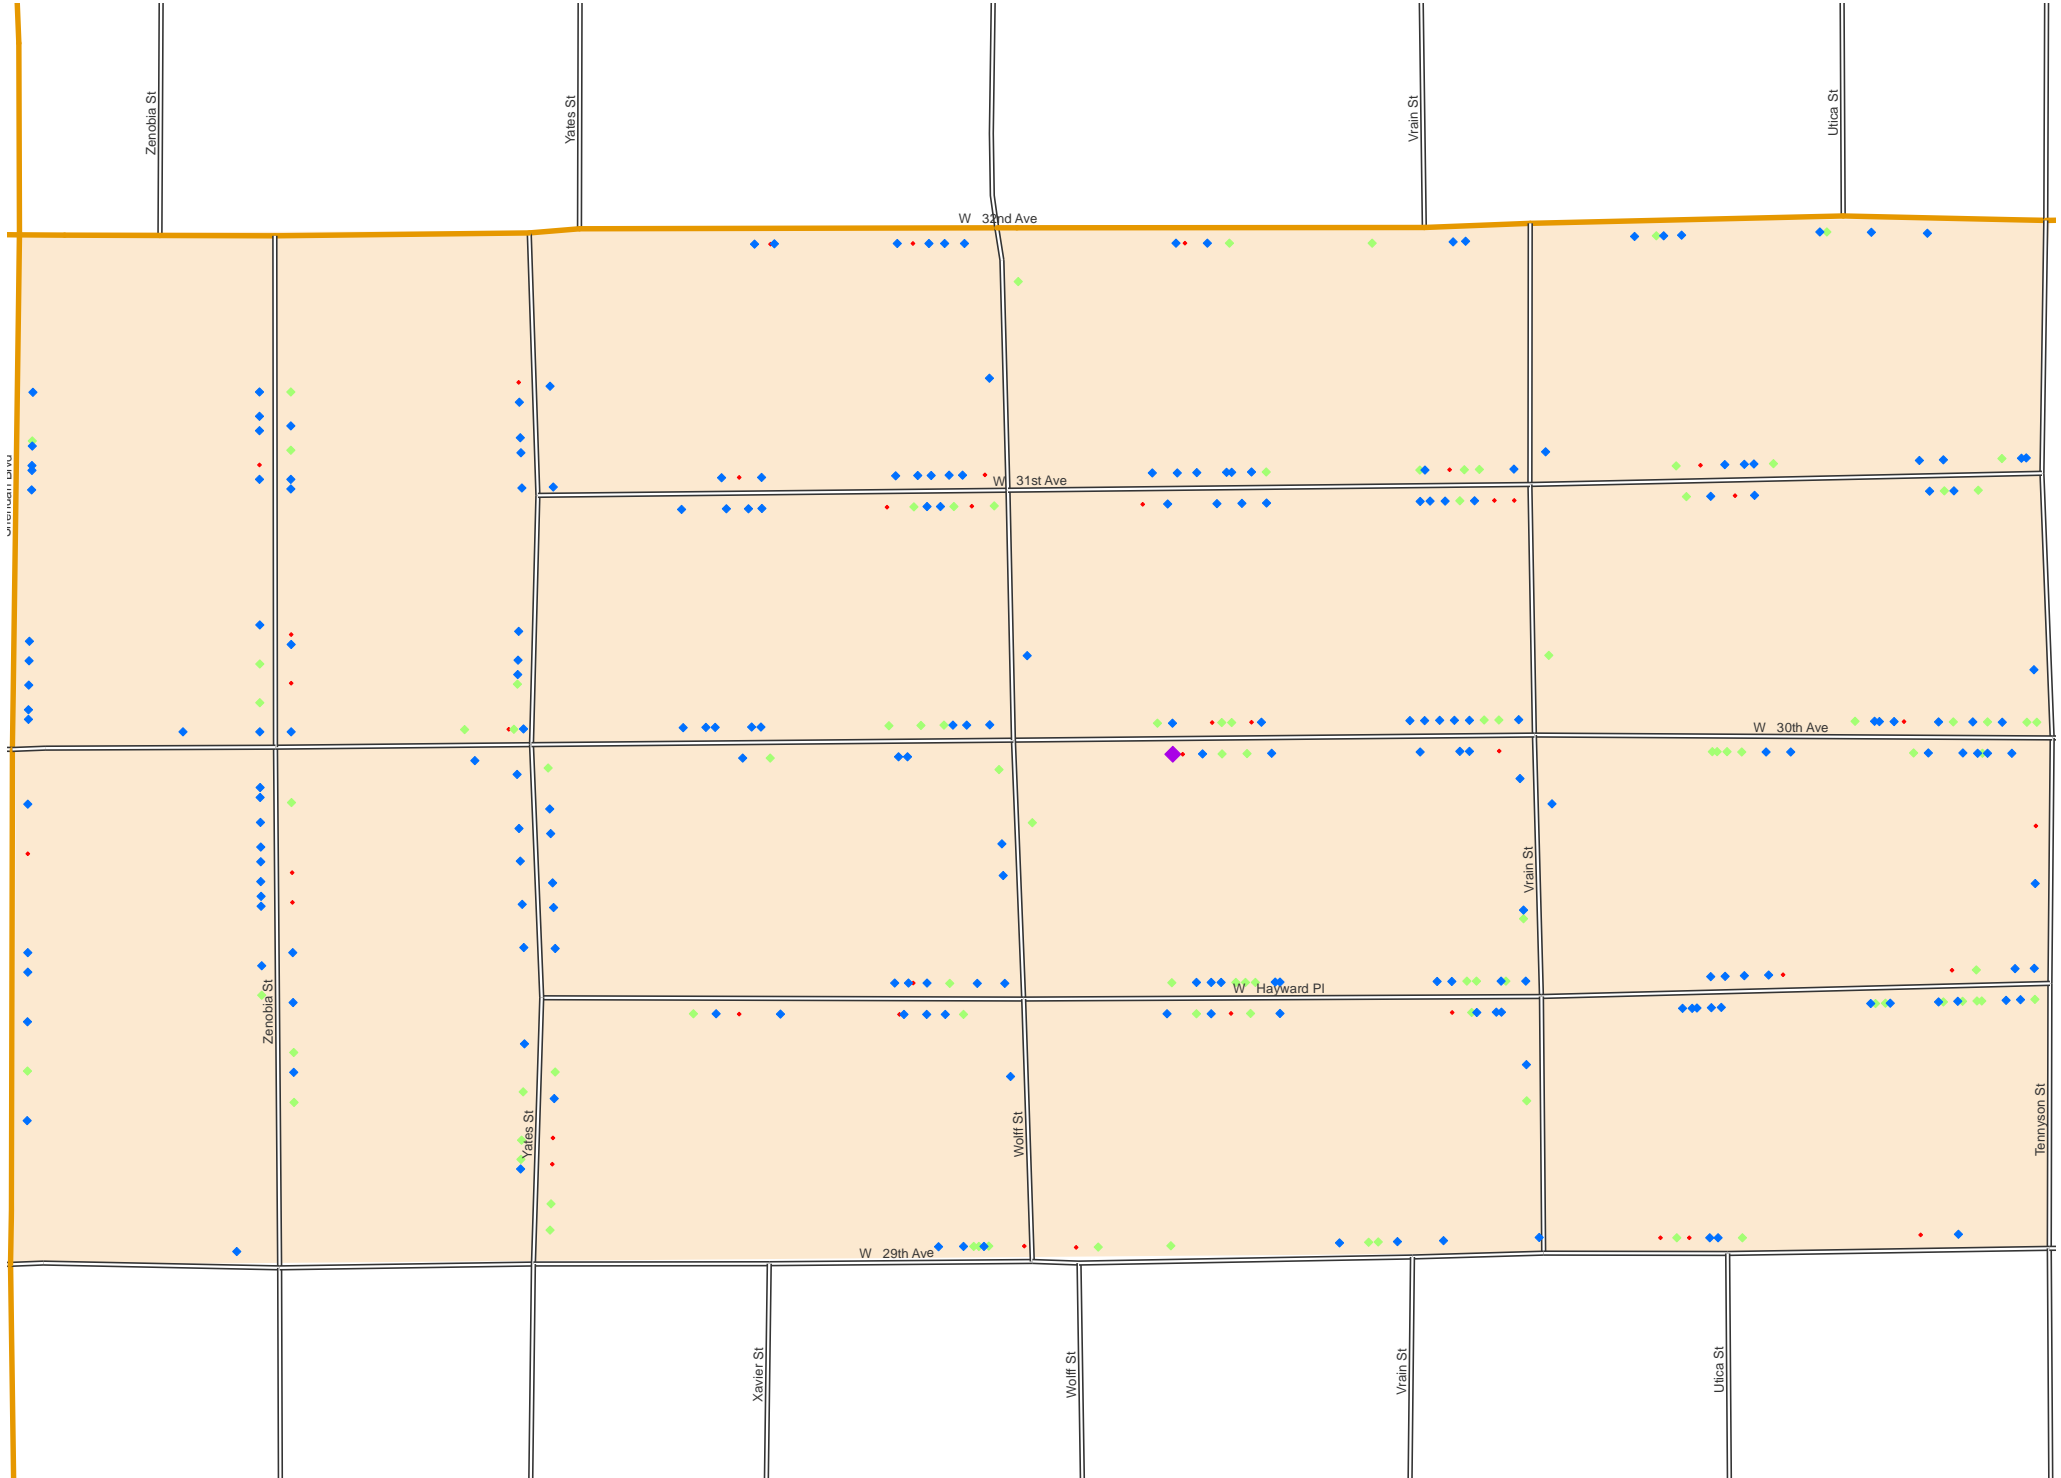 Zenobia St
Yates St
Vrain St
Utica St
W 32nd Ave
W 31st Ave
W 30th Ave
Vrain St
Zenobia St
W Hayward Pl
Yates St
Wolff St
Tennyson St
W 29th Ave
Xavier St
Wolff St
Vrain St
Utica St